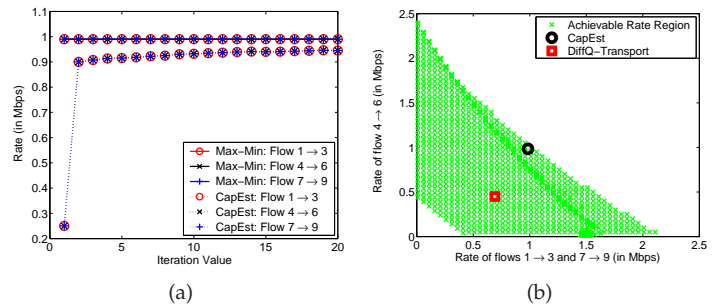 1.1
1
0.9
0.8
0.7
0.6
0.5
0.4
0.3
0.2
0 5 10 15 20
Rate (in Mbps)
Iteration Value
Max−Min: Flow 1 → 3
Max−Min: Flow 4 → 6
Max−Min: Flow 7 → 9
CapEst: Flow 1 → 3
CapEst: Flow 4 → 6
CapEst: Flow 7 → 9
(a)
2.5
2
1.5
1
0.5
0
0 0.5 1 1.5 2 2.5
Rate of flow 4 → 6 (in Mbps)
Rate of flows 1 → 3 and 7 → 9 (in Mbps)
Achievable Rate Region
CapEst
DiffQ−Transport
(b)